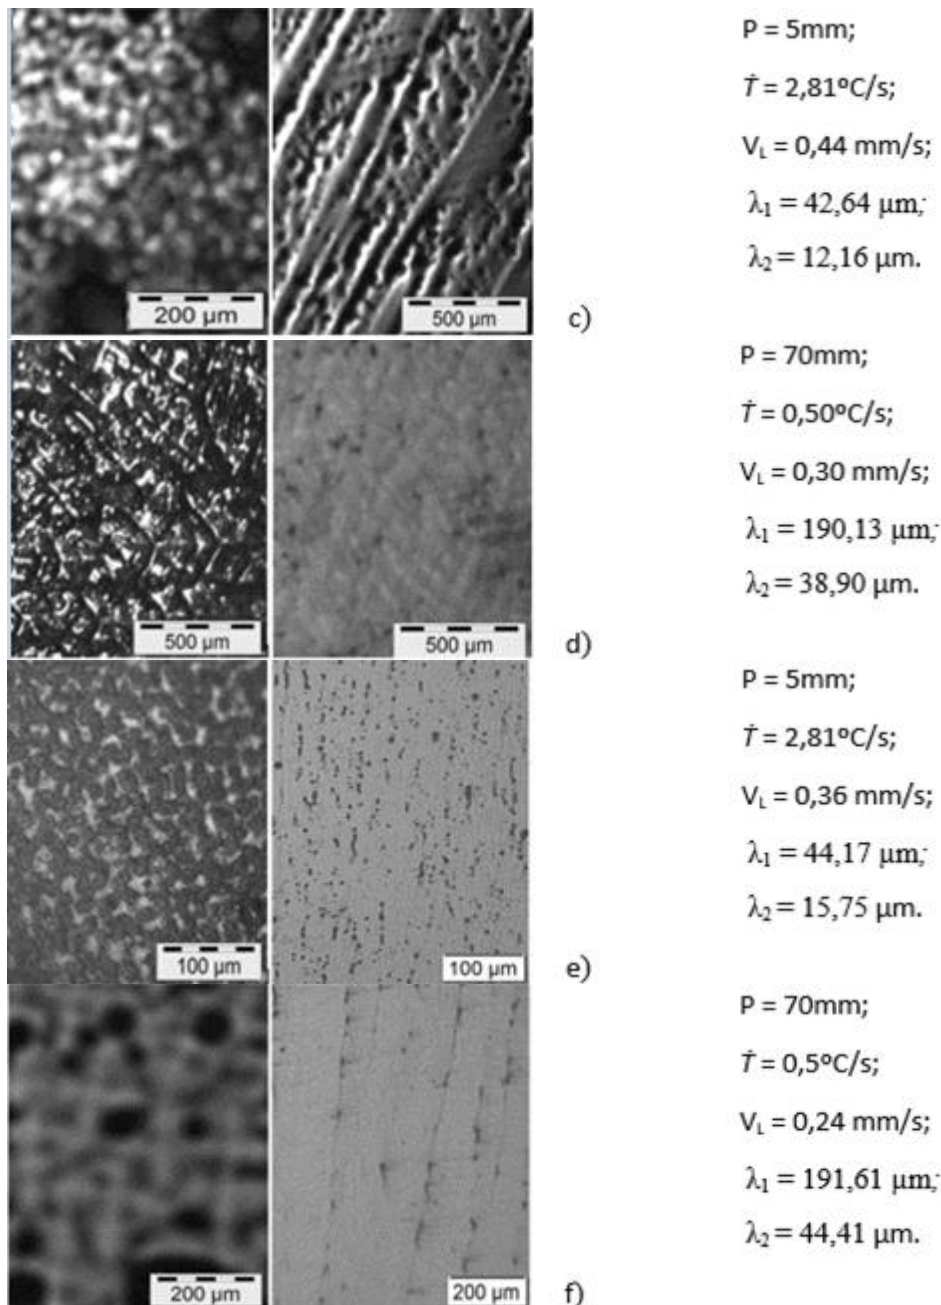 P = 5mm;
Ṫ = 2,81ºC/s;
V_L = 0,44 mm/s;
λ₁ = 42,64 µm;
λ₂ = 12,16 µm.
200 µm
500 µm
c)
P = 70mm;
Ṫ = 0,50ºC/s;
V_L = 0,30 mm/s;
λ₁ = 190,13 µm;
λ₂ = 38,90 µm.
500 µm
500 µm
d)
P = 5mm;
Ṫ = 2,81ºC/s;
V_L = 0,36 mm/s;
λ₁ = 44,17 µm;
λ₂ = 15,75 µm.
100 µm
100 µm
e)
P = 70mm;
Ṫ = 0,5ºC/s;
V_L = 0,24 mm/s;
λ₁ = 191,61 µm;
λ₂ = 44,41 µm.
200 µm
200 µm
f)